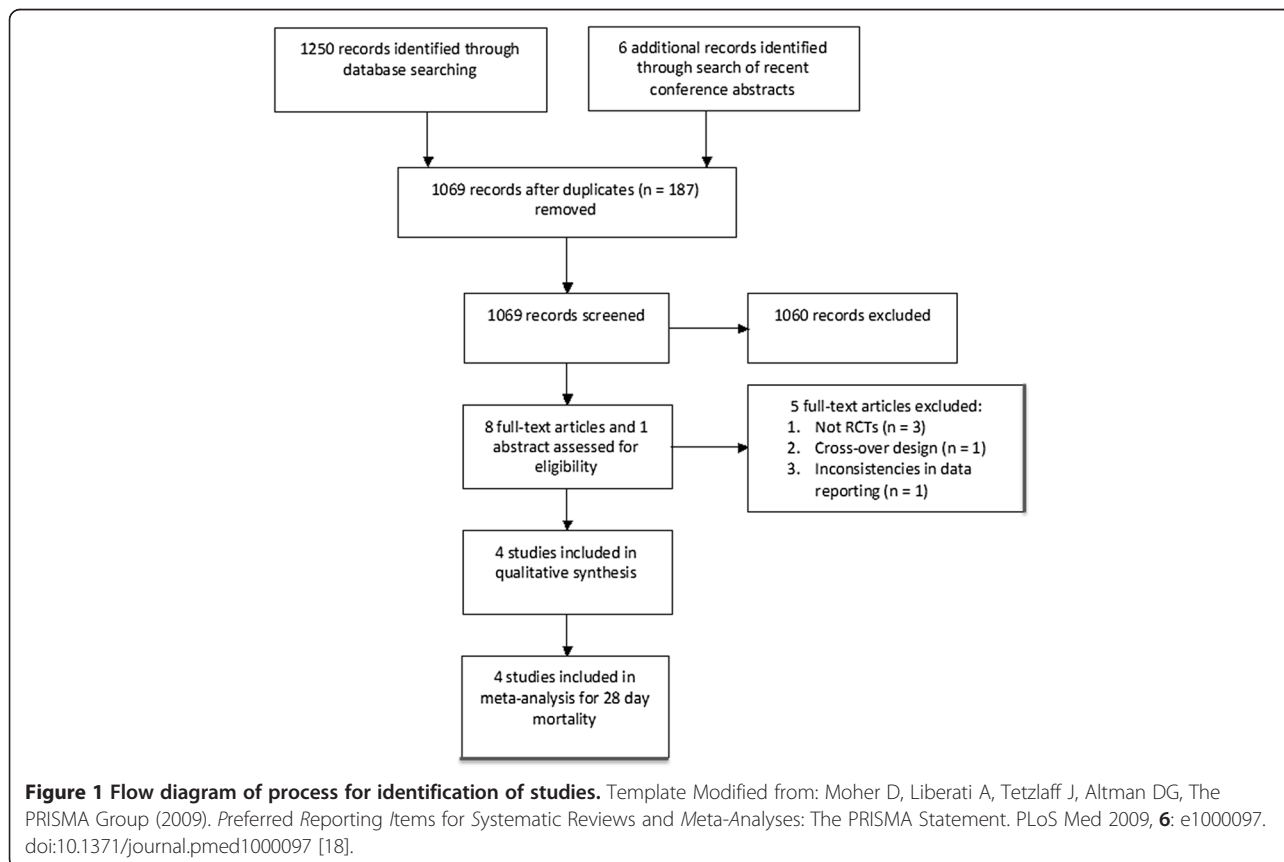 1250 records identified through
database searching
6 additional records identified
through search of recent
conference abstracts
1069 records after duplicates (n = 187)
removed
1069 records screened
1060 records excluded
8 full-text articles and 1
abstract assessed for
eligibility
5 full-text articles excluded:
1. Not RCTs (n = 3)
2. Cross-over design (n = 1)
3. Inconsistencies in data
reporting (n = 1)
4 studies included in
qualitative synthesis
4 studies included in
meta-analysis for 28 day
mortality
Figure 1 Flow diagram of process for identification of studies. Template Modified from: Moher D, Liberati A, Tetzlaff J, Altman DG, The
PRISMA Group (2009). Preferred Reporting Items for Systematic Reviews and Meta-Analyses: The PRISMA Statement. PLoS Med 2009, 6: e1000097.
doi:10.1371/journal.pmed1000097 [18].